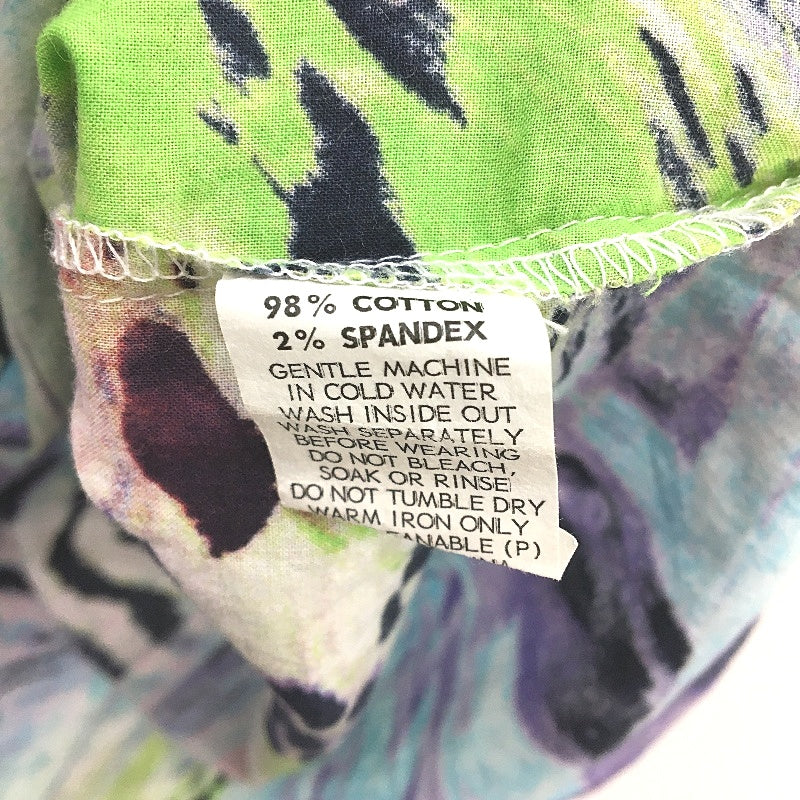 98% COTTON
2% SPANDEX
GENTLE MACHINE
IN COLD WATER
WASH INSIDE OUT
WASH SEPARATELY
BEFORE WEARING
DO NOT BLEACH,
SOAK OR RINSE
DO NOT TUMBLE DRY
WARM IRON ONLY
(P)